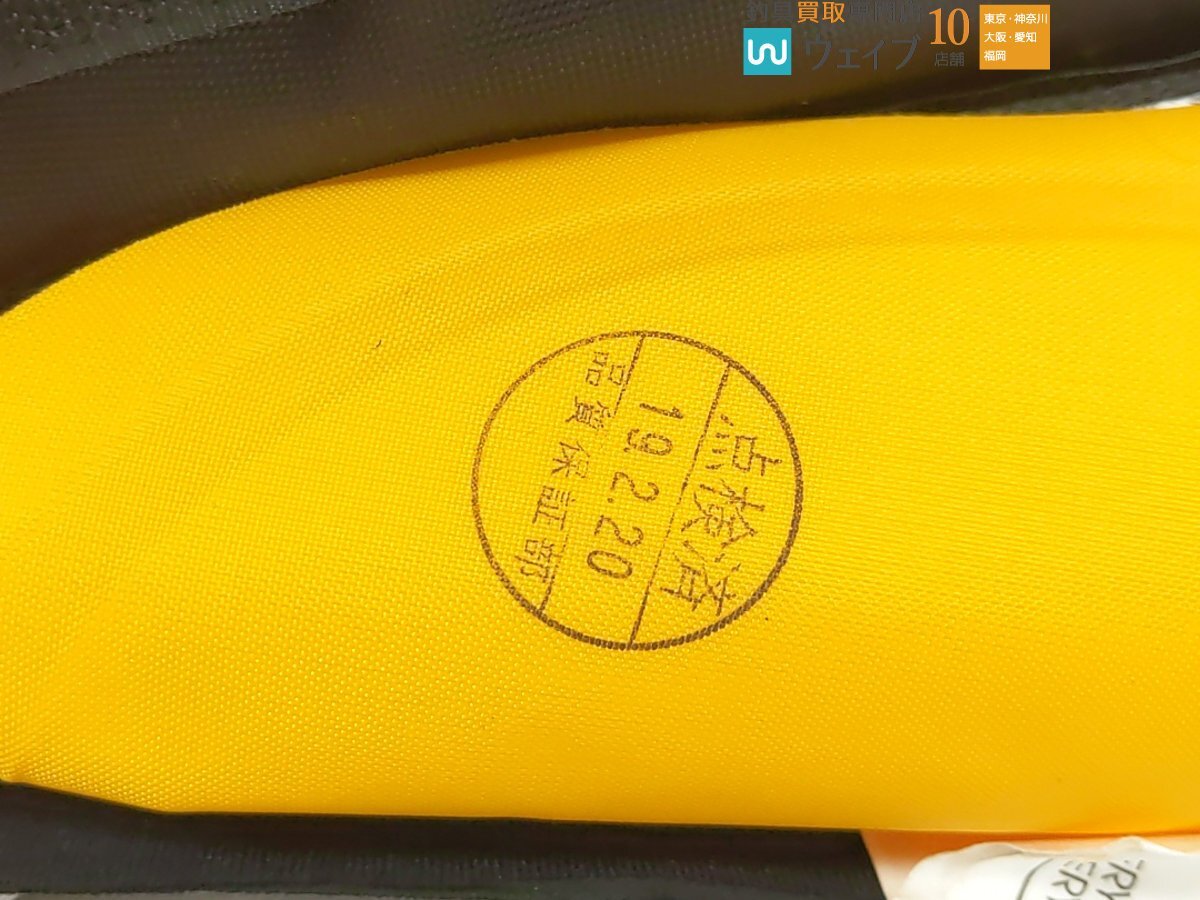 釣具買取専門店
ウェイブ
10
店舗
東京・神奈川
大阪・愛知
福岡
点検済
19.2.20
品質保証部